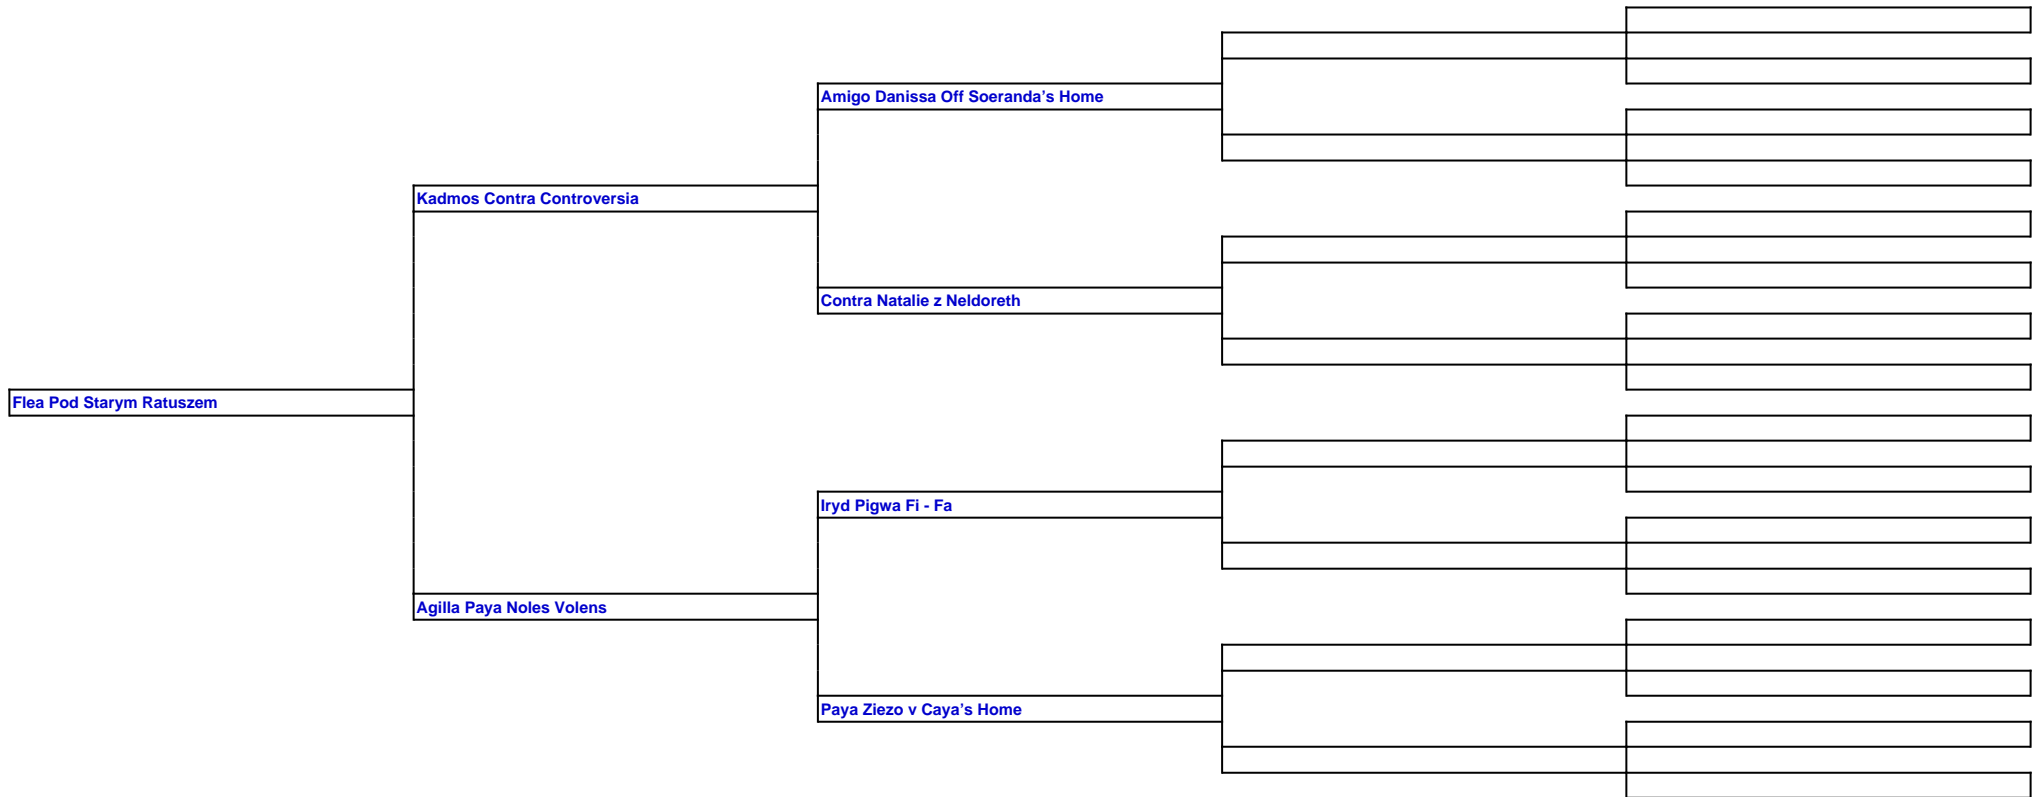 Amigo Danissa Off Soeranda’s Home
Kadmos Contra Controversia
Contra Natalie z Neldoreth
Flea Pod Starym Ratuszem
Iryd Pigwa Fi - Fa
Agilla Paya Noles Volens
Paya Ziezo v Caya’s Home